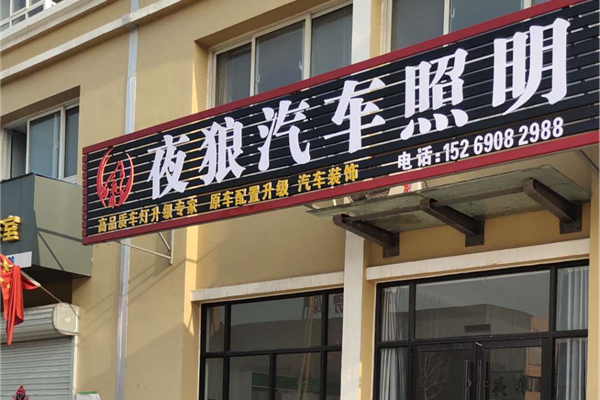 夜狼汽车照明
高品质车灯升级专家 原车配置升级 汽车装饰
电话:152 6908 2988
室